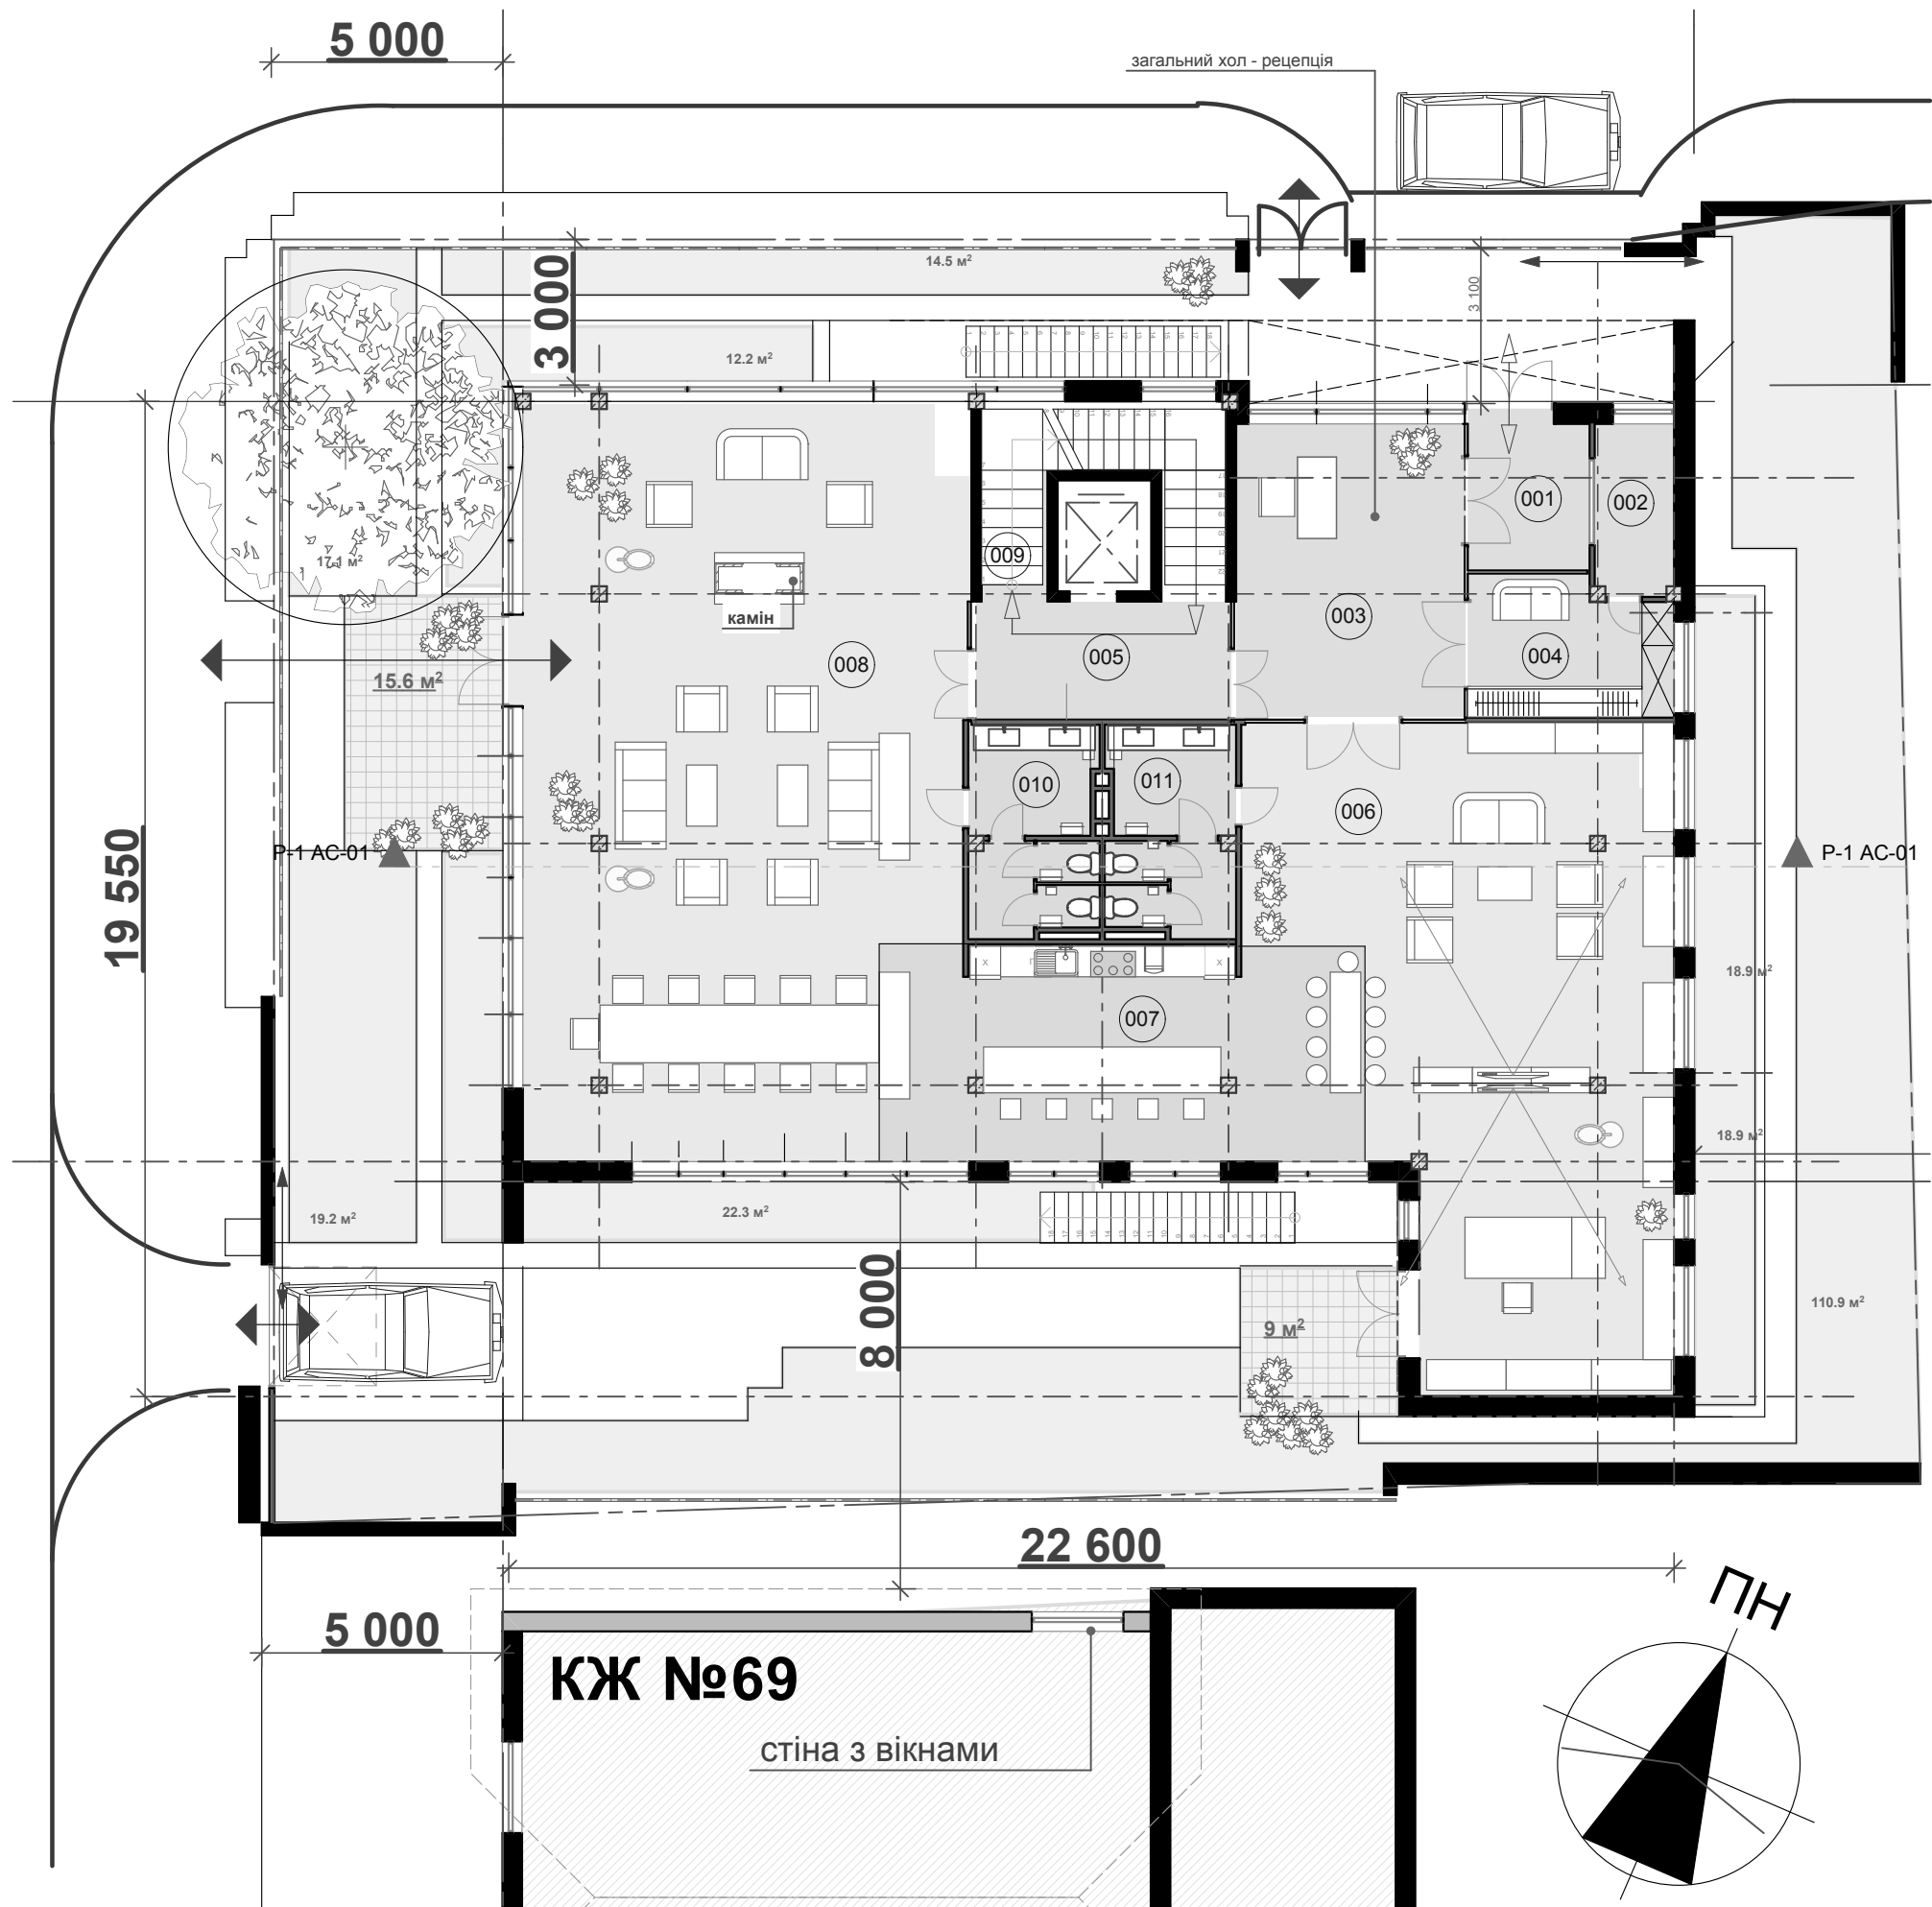 5 000
загальний хол - рецепція
14.5 м²
3 000
3 100
12.2 м²
001
002
009
17.1 м²
камін
003
005
008
004
15.6 м²
010
011
006
19 550
Р-1 АС-01
Р-1 АС-01
18.9 м²
х
х
007
18.9 м²
19.2 м²
22.3 м²
8 000
110.9 м²
9 м²
22 600
5 000
ПН
КЖ №69
стіна з вікнами